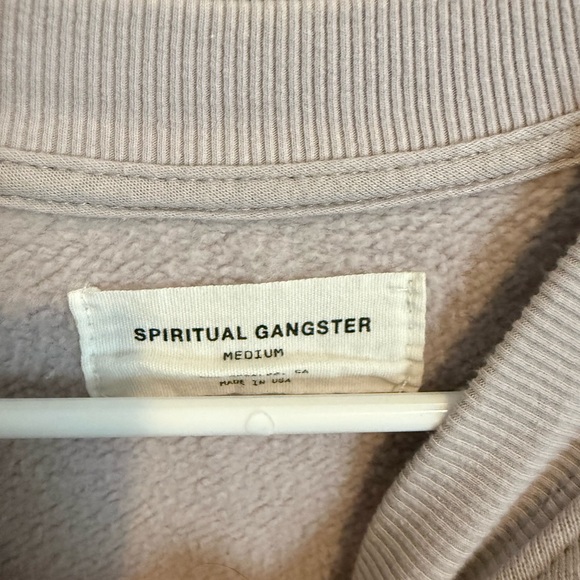 SPIRITUAL GANGSTER
MEDIUM
CA
MADE IN USA